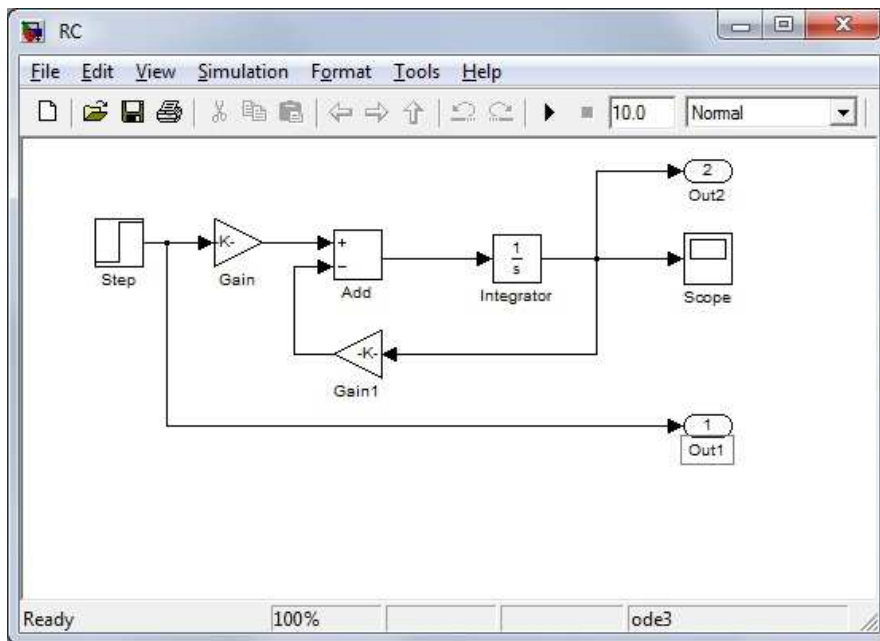 RC
File Edit View Simulation Format Tools Help
10.0 Normal
2
Out2
Step
-K-
Gain
+
−
Add
1
s
Integrator
Scope
-K-
Gain1
1
Out1
Ready 100% ode3